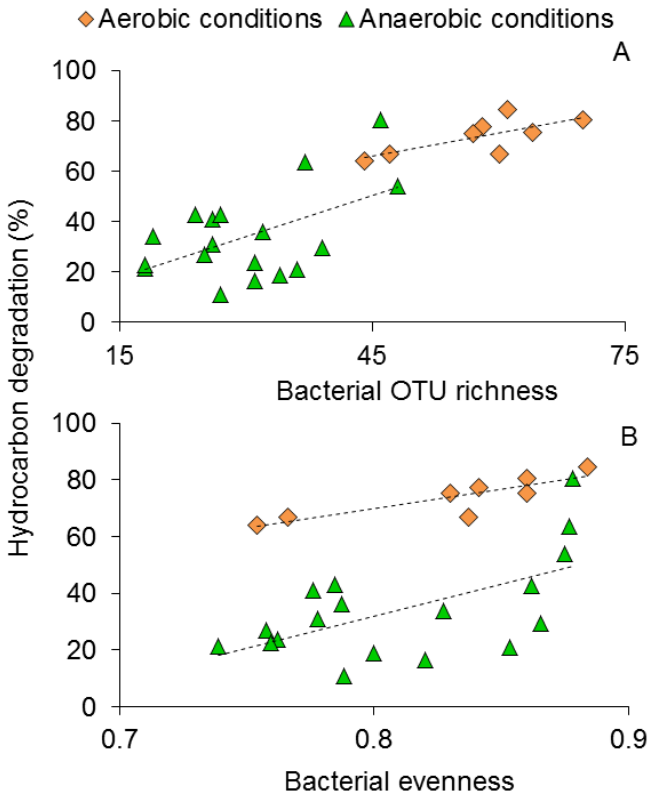 Aerobic conditions Anaerobic conditions
A
100
80
60
40
20
0
15 45 75
Bacterial OTU richness
Hydrocarbon degradation (%)
B
100
80
60
40
20
0
0.7 0.8 0.9
Bacterial evenness